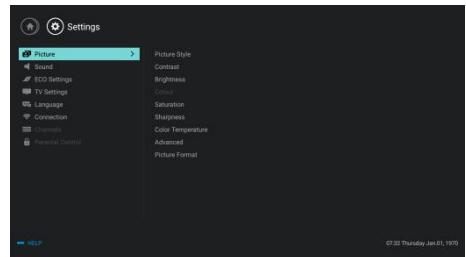 Settings
Picture
Sound
ECO Settings
TV Settings
Language
Connection
Channels
Parental Control
Picture Style
Contrast
Brightness
Colour
Saturation
Sharpness
Color Temperature
Advanced
Picture Format
HELP
07:32 Thursday Jan.01, 1970